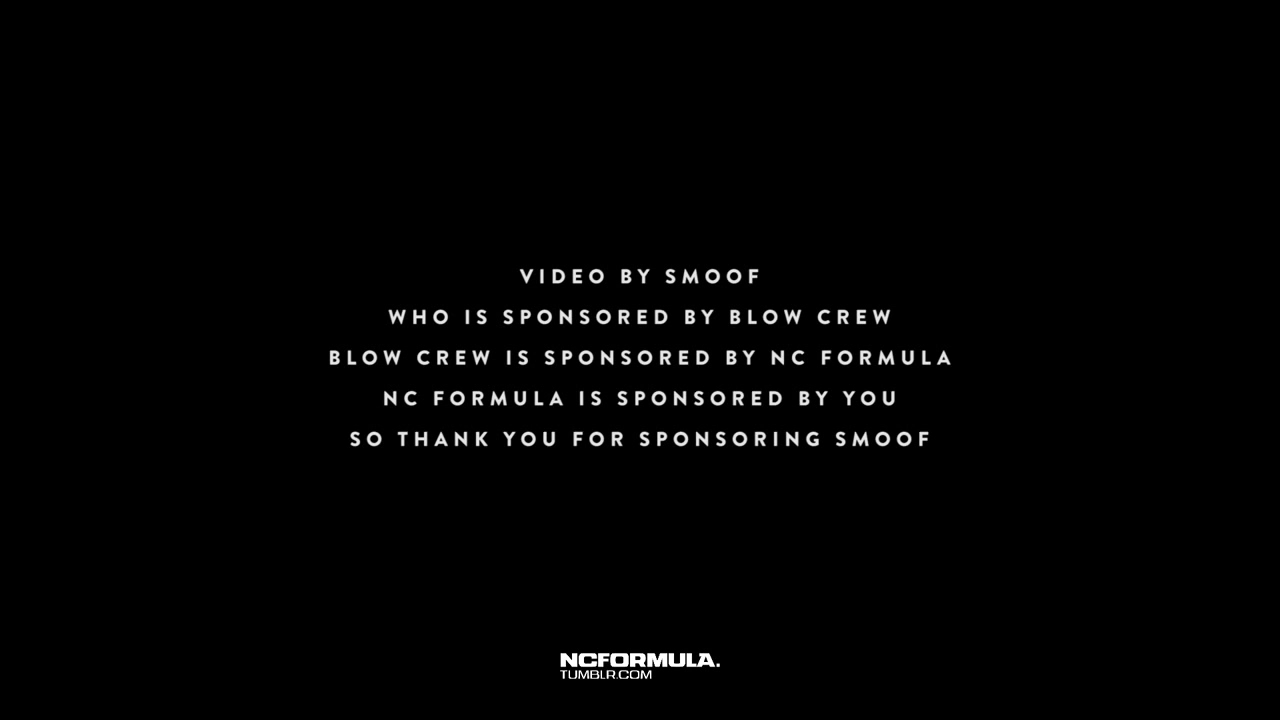 VIDEO BY SMOOF
WHO IS SPONSORED BY BLOW CREW
BLOW CREW IS SPONSORED BY NC FORMULA
NC FORMULA IS SPONSORED BY YOU
SO THANK YOU FOR SPONSORING SMOOF
NCFORMULA.
TUMBLR.COM